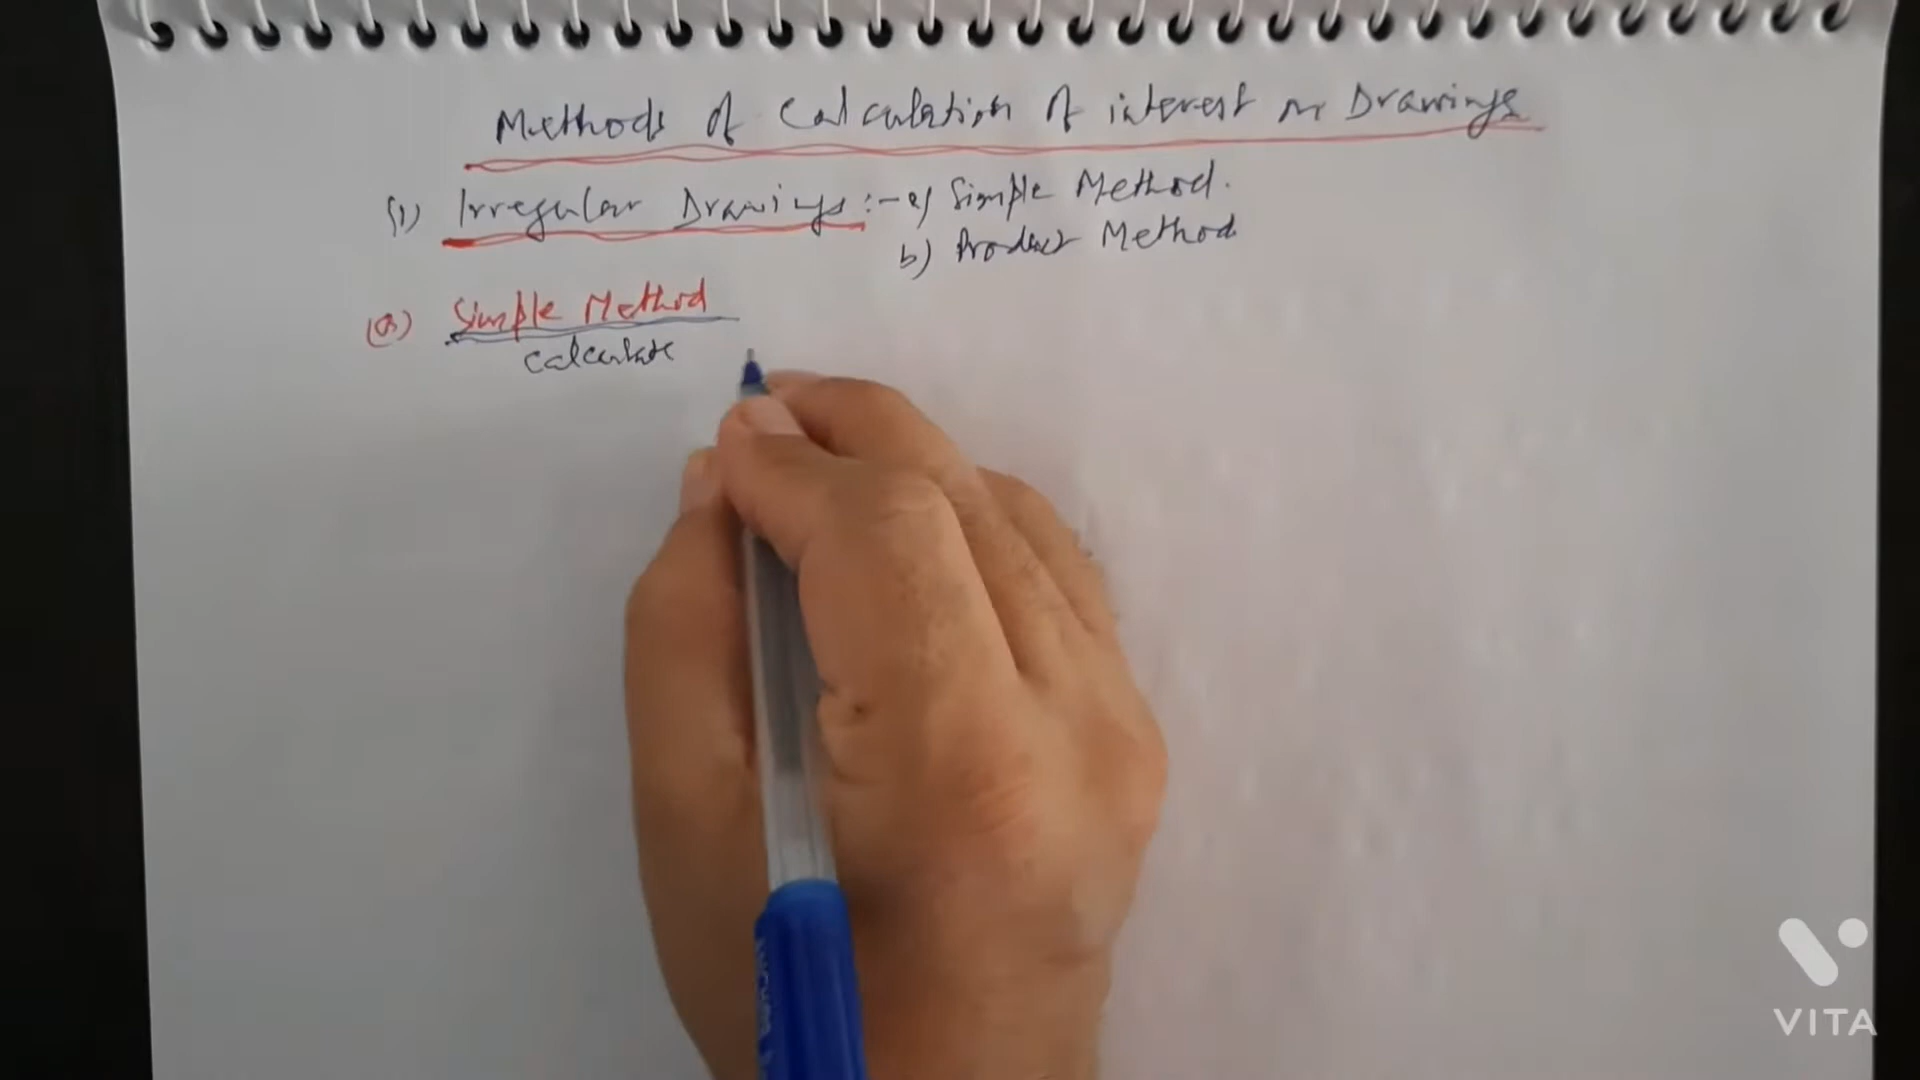 Methods of Calculation of interest on Drawings
(1) Irregular Drawings :- a) Simple Method.
b) Product Method
(a) Simple Method
calculate
VITA